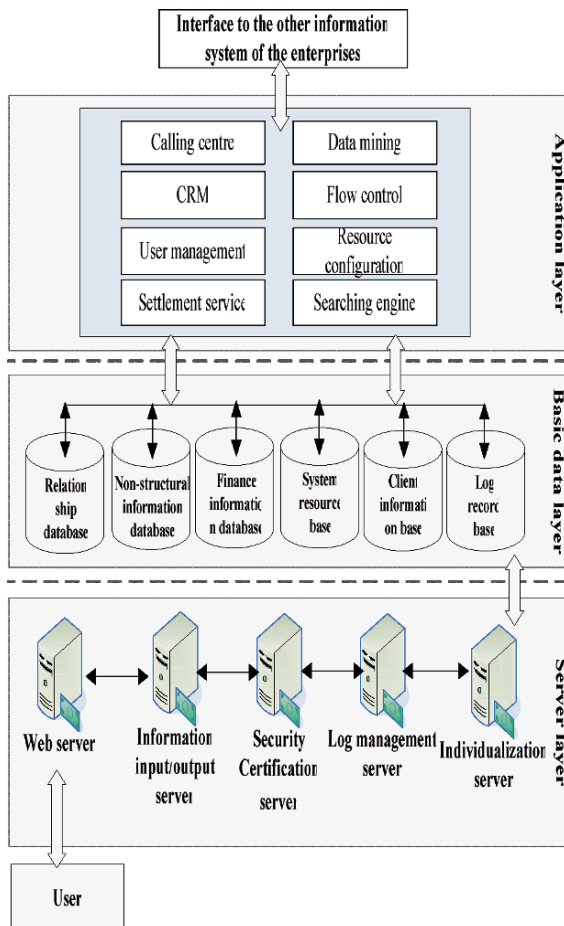 Interface to the other information
system of the enterprises
Calling centre
Data mining
CRM
Flow control
User management
Resource
configuration
Settlement service
Searching engine
Application layer
Relation
ship
database
Non-structural
information
database
Finance
informatio
n database
System
resource
base
Client
informati
on base
Log
record
base
Basic data layer
Web server
Information
input/output
server
Security
Certification
server
Log management
server
Individualization
server
Server layer
User